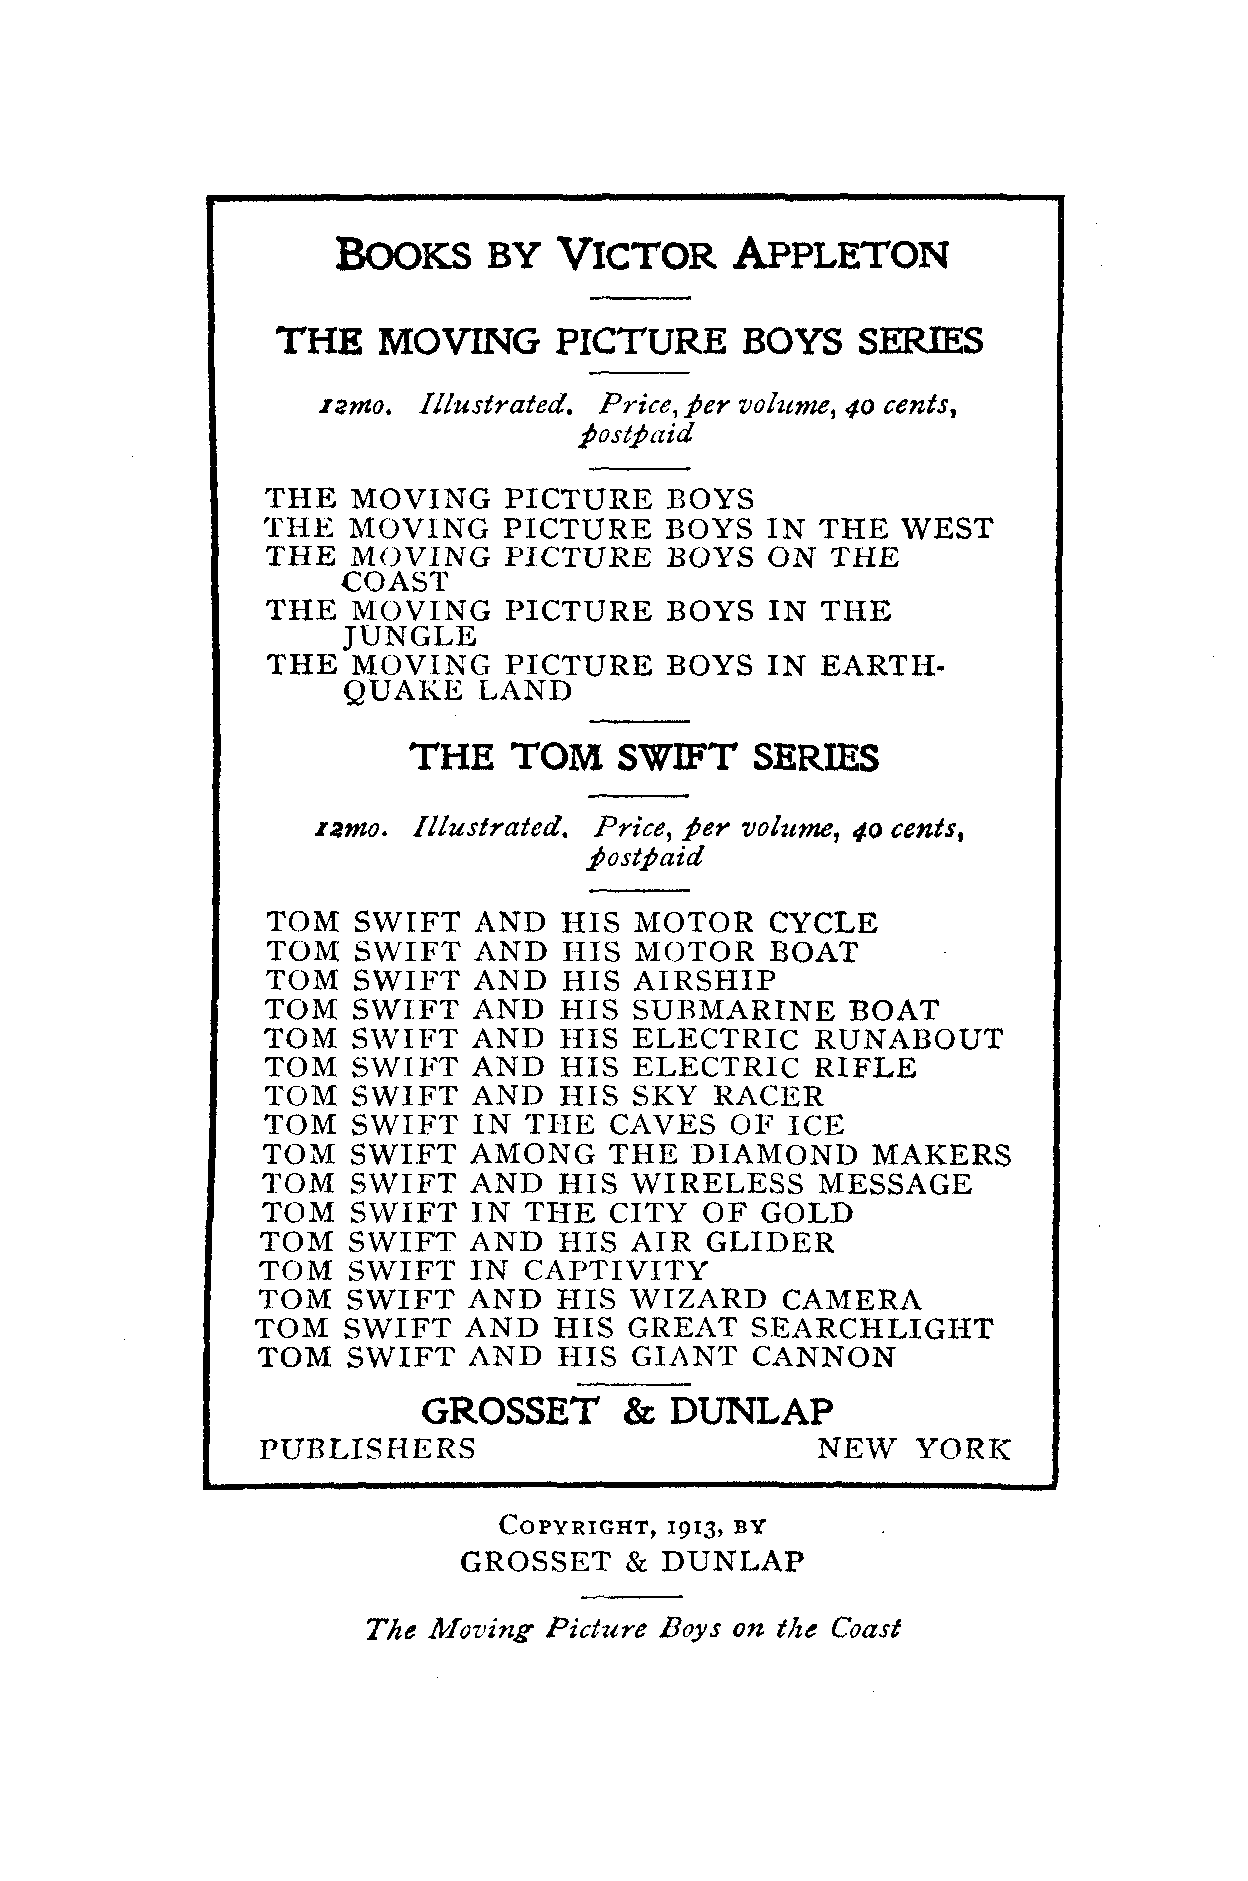 BOOKS BY VICTOR APPLETON
THE MOVING PICTURE BOYS SERIES
12mo. Illustrated. Price, per volume, 40 cents,
postpaid
THE MOVING PICTURE BOYS
THE MOVING PICTURE BOYS IN THE WEST
THE MOVING PICTURE BOYS ON THE
COAST
THE MOVING PICTURE BOYS IN THE
JUNGLE
THE MOVING PICTURE BOYS IN EARTH-
QUAKE LAND
THE TOM SWIFT SERIES
12mo. Illustrated. Price, per volume, 40 cents,
postpaid
TOM SWIFT AND HIS MOTOR CYCLE
TOM SWIFT AND HIS MOTOR BOAT
TOM SWIFT AND HIS AIRSHIP
TOM SWIFT AND HIS SUBMARINE BOAT
TOM SWIFT AND HIS ELECTRIC RUNABOUT
TOM SWIFT AND HIS ELECTRIC RIFLE
TOM SWIFT AND HIS SKY RACER
TOM SWIFT IN THE CAVES OF ICE
TOM SWIFT AMONG THE DIAMOND MAKERS
TOM SWIFT AND HIS WIRELESS MESSAGE
TOM SWIFT IN THE CITY OF GOLD
TOM SWIFT AND HIS AIR GLIDER
TOM SWIFT IN CAPTIVITY
TOM SWIFT AND HIS WIZARD CAMERA
TOM SWIFT AND HIS GREAT SEARCHLIGHT
TOM SWIFT AND HIS GIANT CANNON
GROSSET & DUNLAP
PUBLISHERS NEW YORK
COPYRIGHT, 1913, BY
GROSSET & DUNLAP
The Moving Picture Boys on the Coast